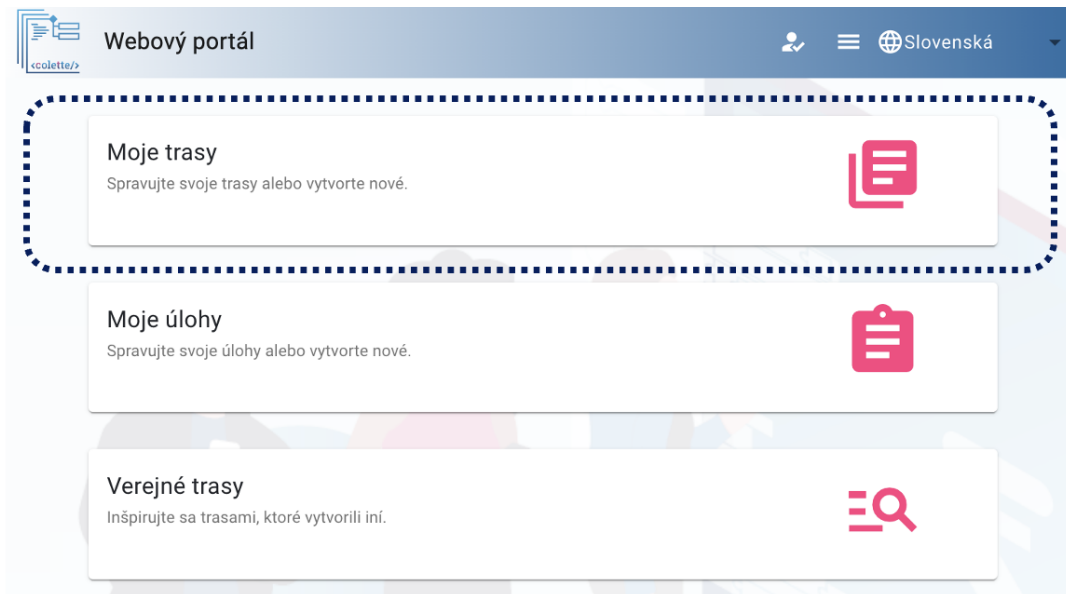 <colette/>
Webový portál
Slovenská
Moje trasy
Spravujte svoje trasy alebo vytvorte nové.
Moje úlohy
Spravujte svoje úlohy alebo vytvorte nové.
Verejné trasy
Inšpirujte sa trasami, ktoré vytvorili iní.